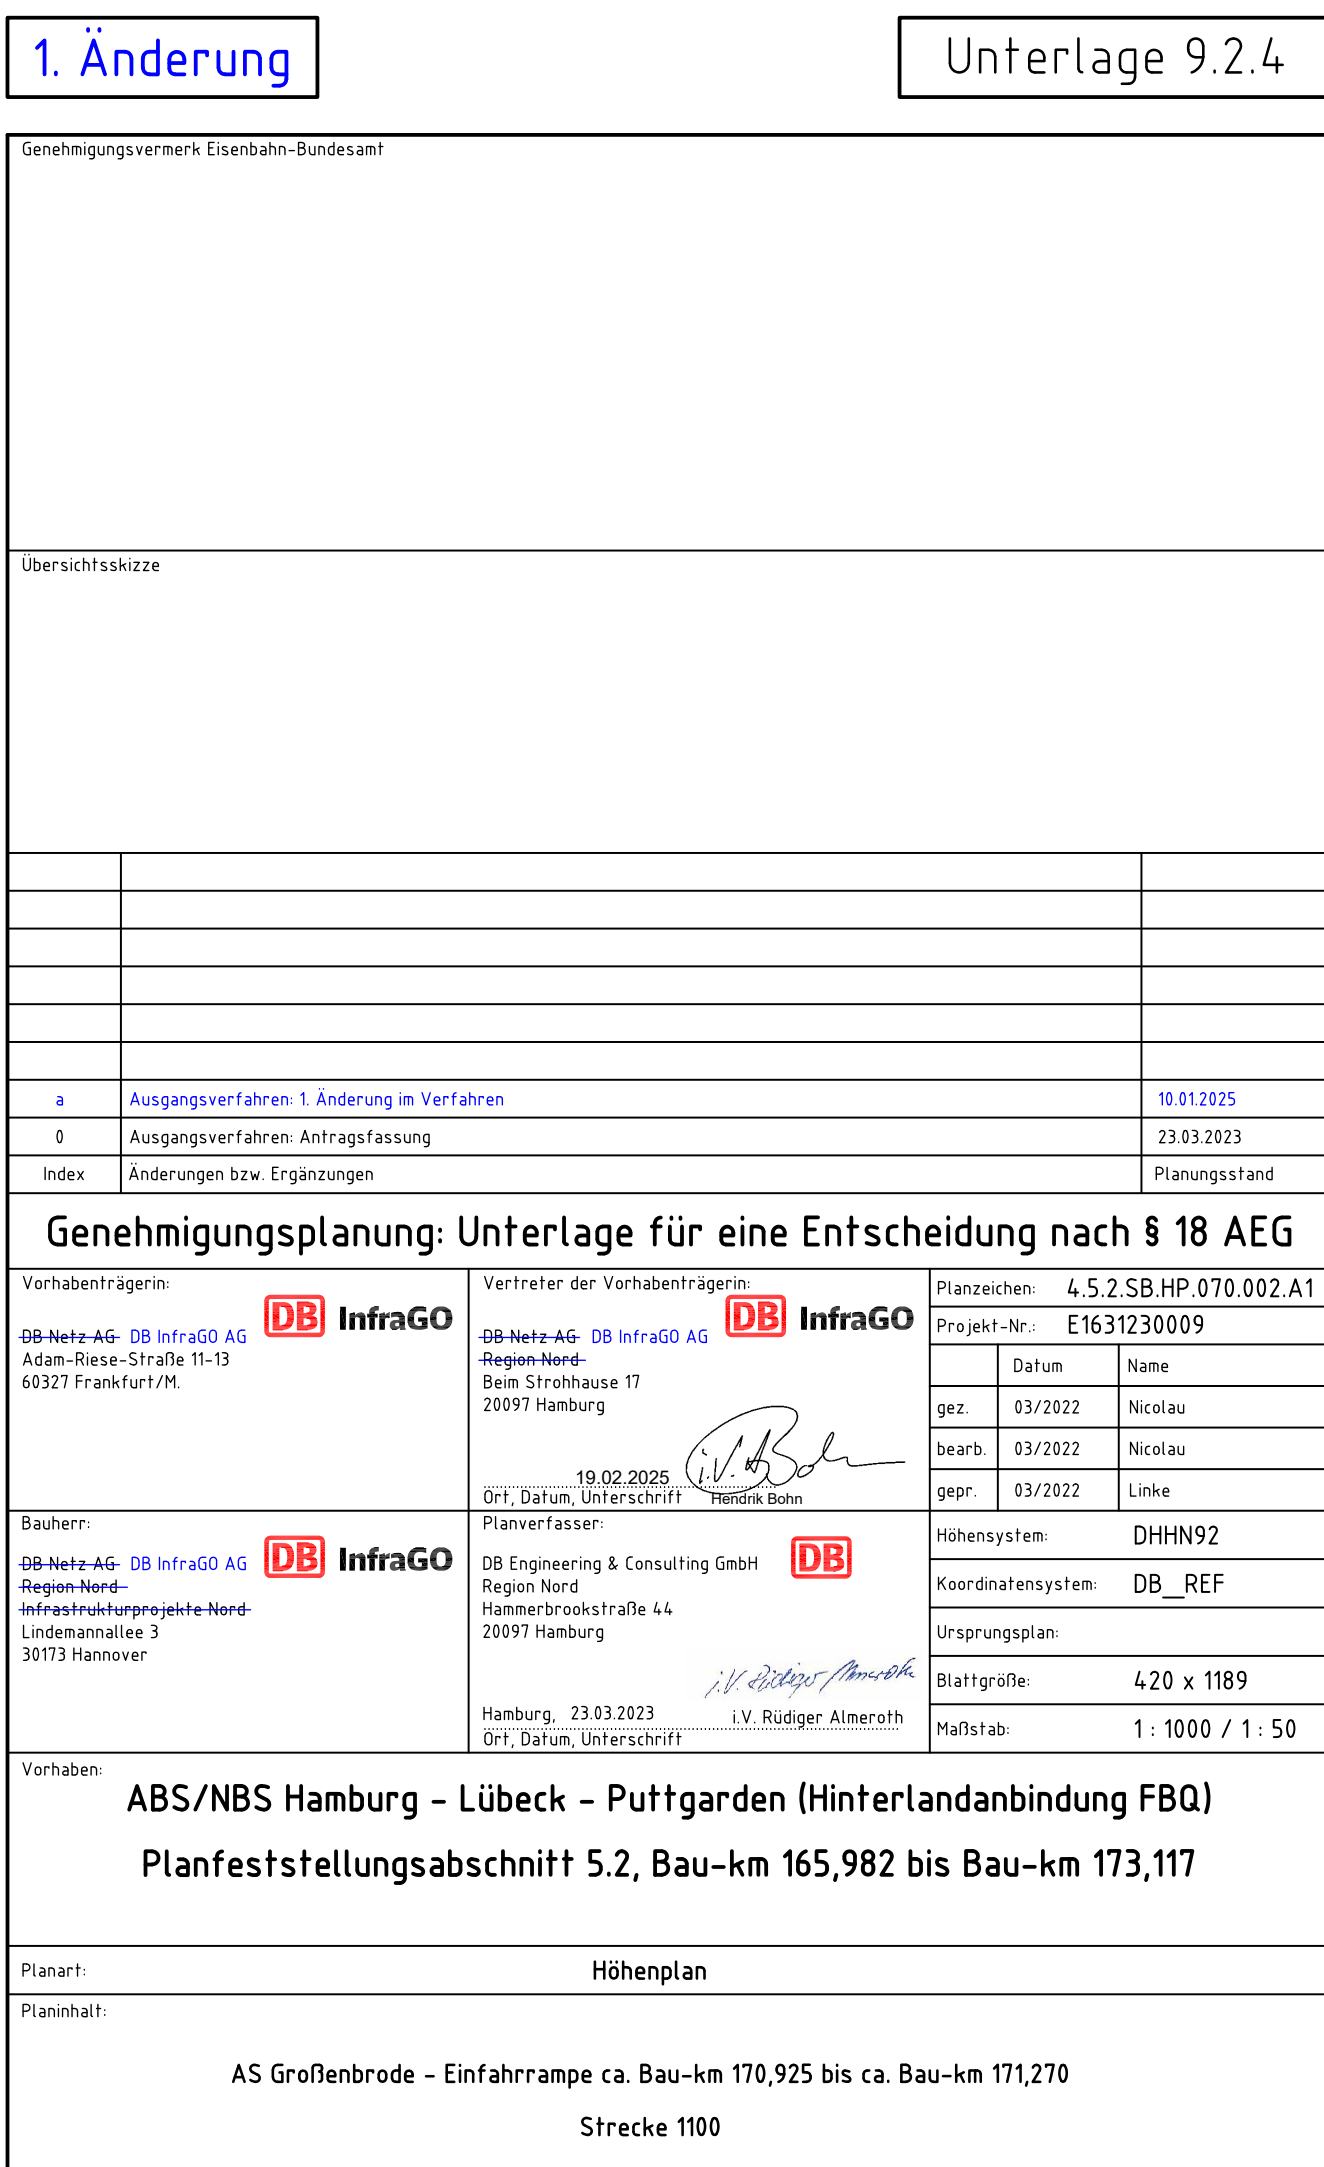 1. Änderung
Unterlage 9.2.4
Genehmigungsvermerk Eisenbahn-Bundesamt
Übersichtsskizze
a Ausgangsverfahren: 1. Änderung im Verfahren 10.01.2025
0 Ausgangsverfahren: Antragsfassung 23.03.2023
Index Änderungen bzw. Ergänzungen Planungsstand
Genehmigungsplanung: Unterlage für eine Entscheidung nach § 18 AEG
Vorhabenträgerin:
DB InfraGO
DB Netz AG DB InfraGO AG
Adam-Riese-Straße 11-13
60327 Frankfurt/M.
Vertreter der Vorhabenträgerin:
DB InfraGO
DB Netz AG DB InfraGO AG
Region Nord
Beim Strohhause 17
20097 Hamburg
i.V. Bohn
19.02.2025
Ort, Datum, Unterschrift Hendrik Bohn
Planzeichen: 4.5.2.SB.HP.070.002.A1
Projekt-Nr.: E1631230009
Datum Name
gez. 03/2022 Nicolau
bearb. 03/2022 Nicolau
gepr. 03/2022 Linke
Bauherr:
DB InfraGO
DB Netz AG DB InfraGO AG
Region Nord
Infrastrukturprojekte Nord
Lindemannallee 3
30173 Hannover
Planverfasser:
DB
DB Engineering & Consulting GmbH
Region Nord
Hammerbrookstraße 44
20097 Hamburg
i.V. Rüdiger Almeroth
Hamburg, 23.03.2023 i.V. Rüdiger Almeroth
Ort, Datum, Unterschrift
Höhensystem: DHHN92
Koordinatensystem: DB_REF
Ursprungsplan:
Blattgröße: 420 x 1189
Maßstab: 1 : 1000 / 1 : 50
Vorhaben:
ABS/NBS Hamburg - Lübeck - Puttgarden (Hinterlandanbindung FBQ)
Planfeststellungsabschnitt 5.2, Bau-km 165,982 bis Bau-km 173,117
Planart: Höhenplan
Planinhalt:
AS Großenbrode - Einfahrrampe ca. Bau-km 170,925 bis ca. Bau-km 171,270
Strecke 1100